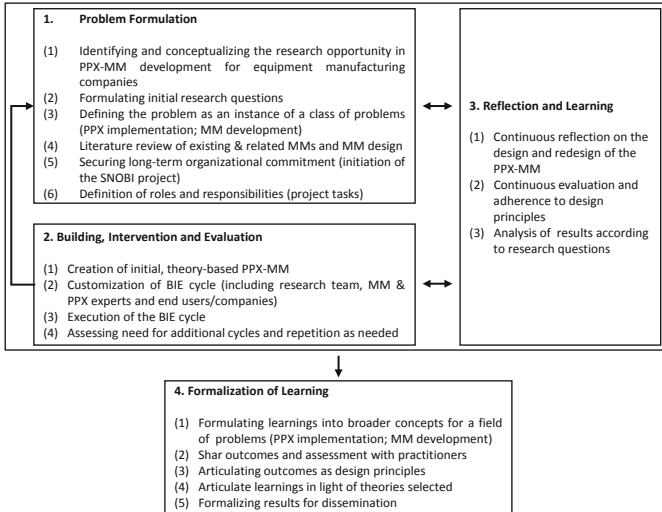 1. Problem Formulation
(1) Identifying and conceptualizing the research opportunity in
PPX-MM development for equipment manufacturing
companies
(2) Formulating initial research questions
(3) Defining the problem as an instance of a class of problems
(PPX implementation; MM development)
(4) Literature review of existing & related MMs and MM design
(5) Securing long-term organizational commitment (initiation of
the SNOBI project)
(6) Definition of roles and responsibilities (project tasks)
2. Building, Intervention and Evaluation
(1) Creation of initial, theory-based PPX-MM
(2) Customization of BIE cycle (including research team, MM &
PPX experts and end users/companies)
(3) Execution of the BIE cycle
(4) Assessing need for additional cycles and repetition as needed
3. Reflection and Learning
(1) Continuous reflection on the
design and redesign of the
PPX-MM
(2) Continuous evaluation and
adherence to design
principles
(3) Analysis of results according
to research questions
4. Formalization of Learning
(1) Formulating learnings into broader concepts for a field
of problems (PPX implementation; MM development)
(2) Shar outcomes and assessment with practitioners
(3) Articulating outcomes as design principles
(4) Articulate learnings in light of theories selected
(5) Formalizing results for dissemination